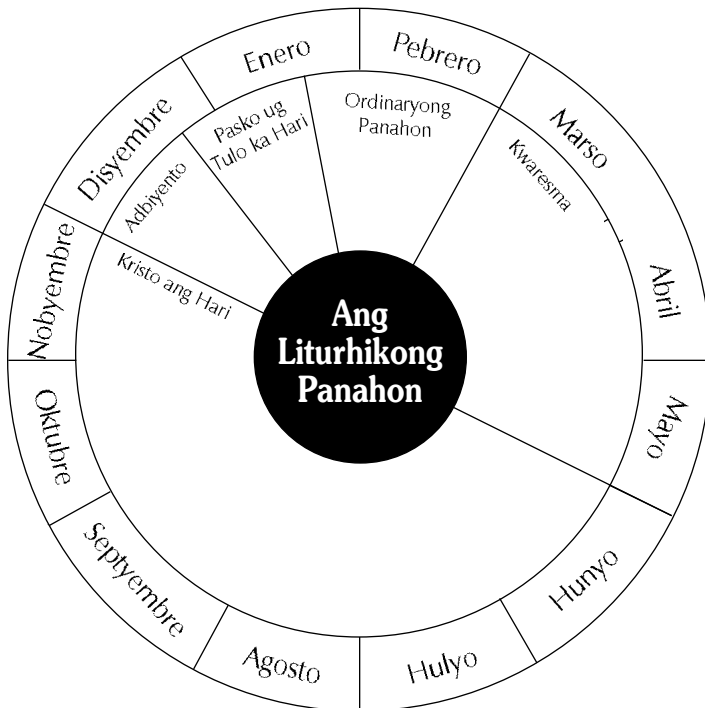 Enero
Pebrero
Marso
Abril
Mayo
Hunyo
Hulyo
Agosto
Septyembre
Oktubre
Nobyembre
Disyembre
Adbiyento
Pasko ug
Tulo ka Hari
Ordinaryong
Panahon
Kwaresma
Kristo ang Hari
Ang
Liturhikong
Panahon